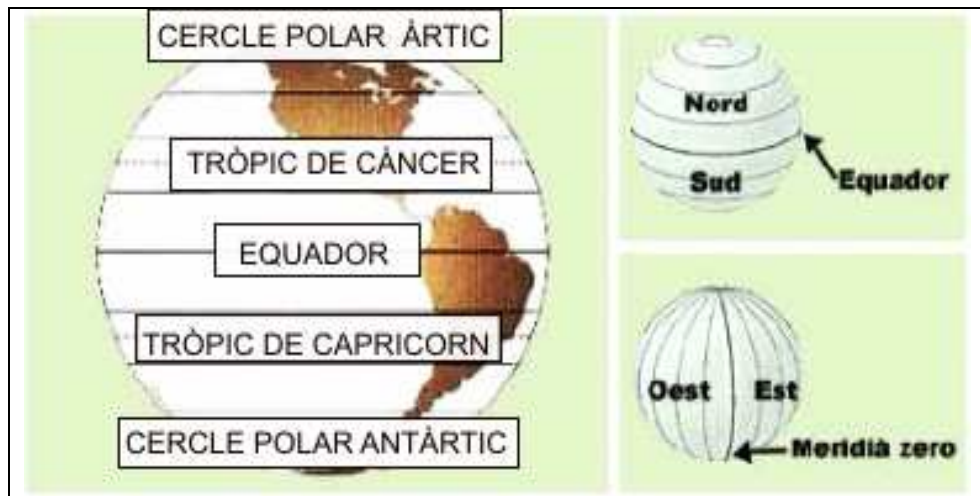 CERCLE POLAR ÀRTIC
TRÒPIC DE CÀNCER
EQUADOR
TRÒPIC DE CAPRICORN
CERCLE POLAR ANTÀRTIC
Nord
Sud
Equador
Oest Est
Meridià zero